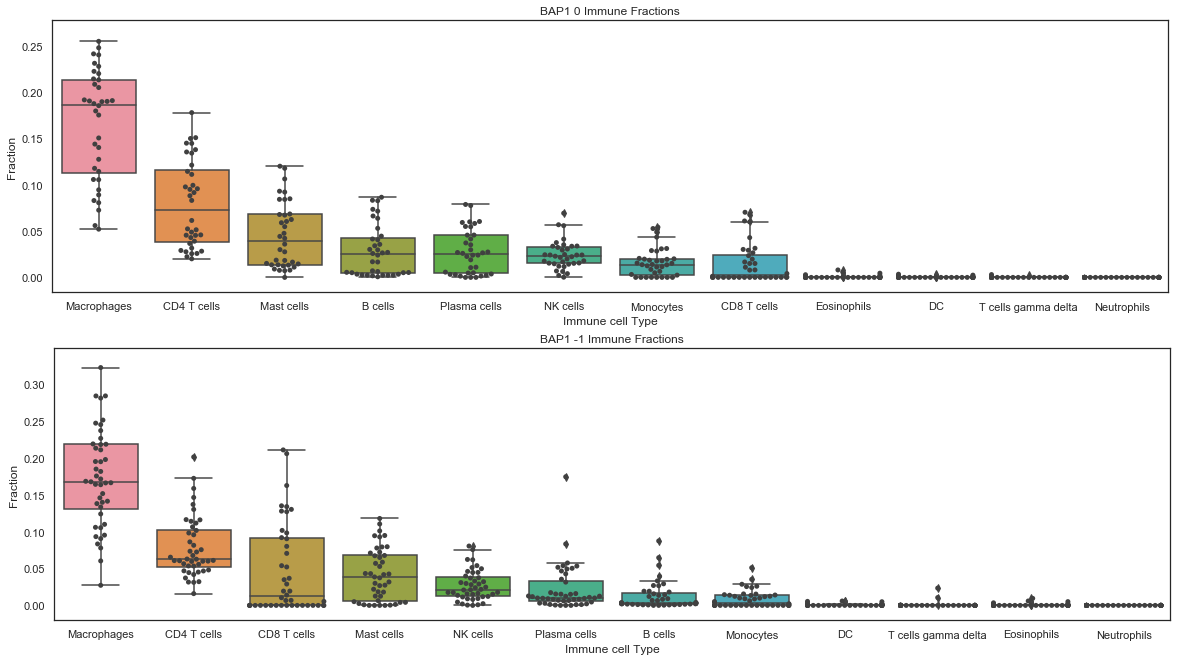 BAP1 0 Immune Fractions
Fraction
0.25
0.20
0.15
0.10
0.05
0.00
Macrophages CD4 T cells Mast cells B cells Plasma cells NK cells Monocytes CD8 T cells Eosinophils DC T cells gamma delta Neutrophils
Immune cell Type
BAP1 -1 Immune Fractions
Fraction
0.30
0.25
0.20
0.15
0.10
0.05
0.00
Macrophages CD4 T cells CD8 T cells Mast cells NK cells Plasma cells B cells Monocytes DC T cells gamma delta Eosinophils Neutrophils
Immune cell Type